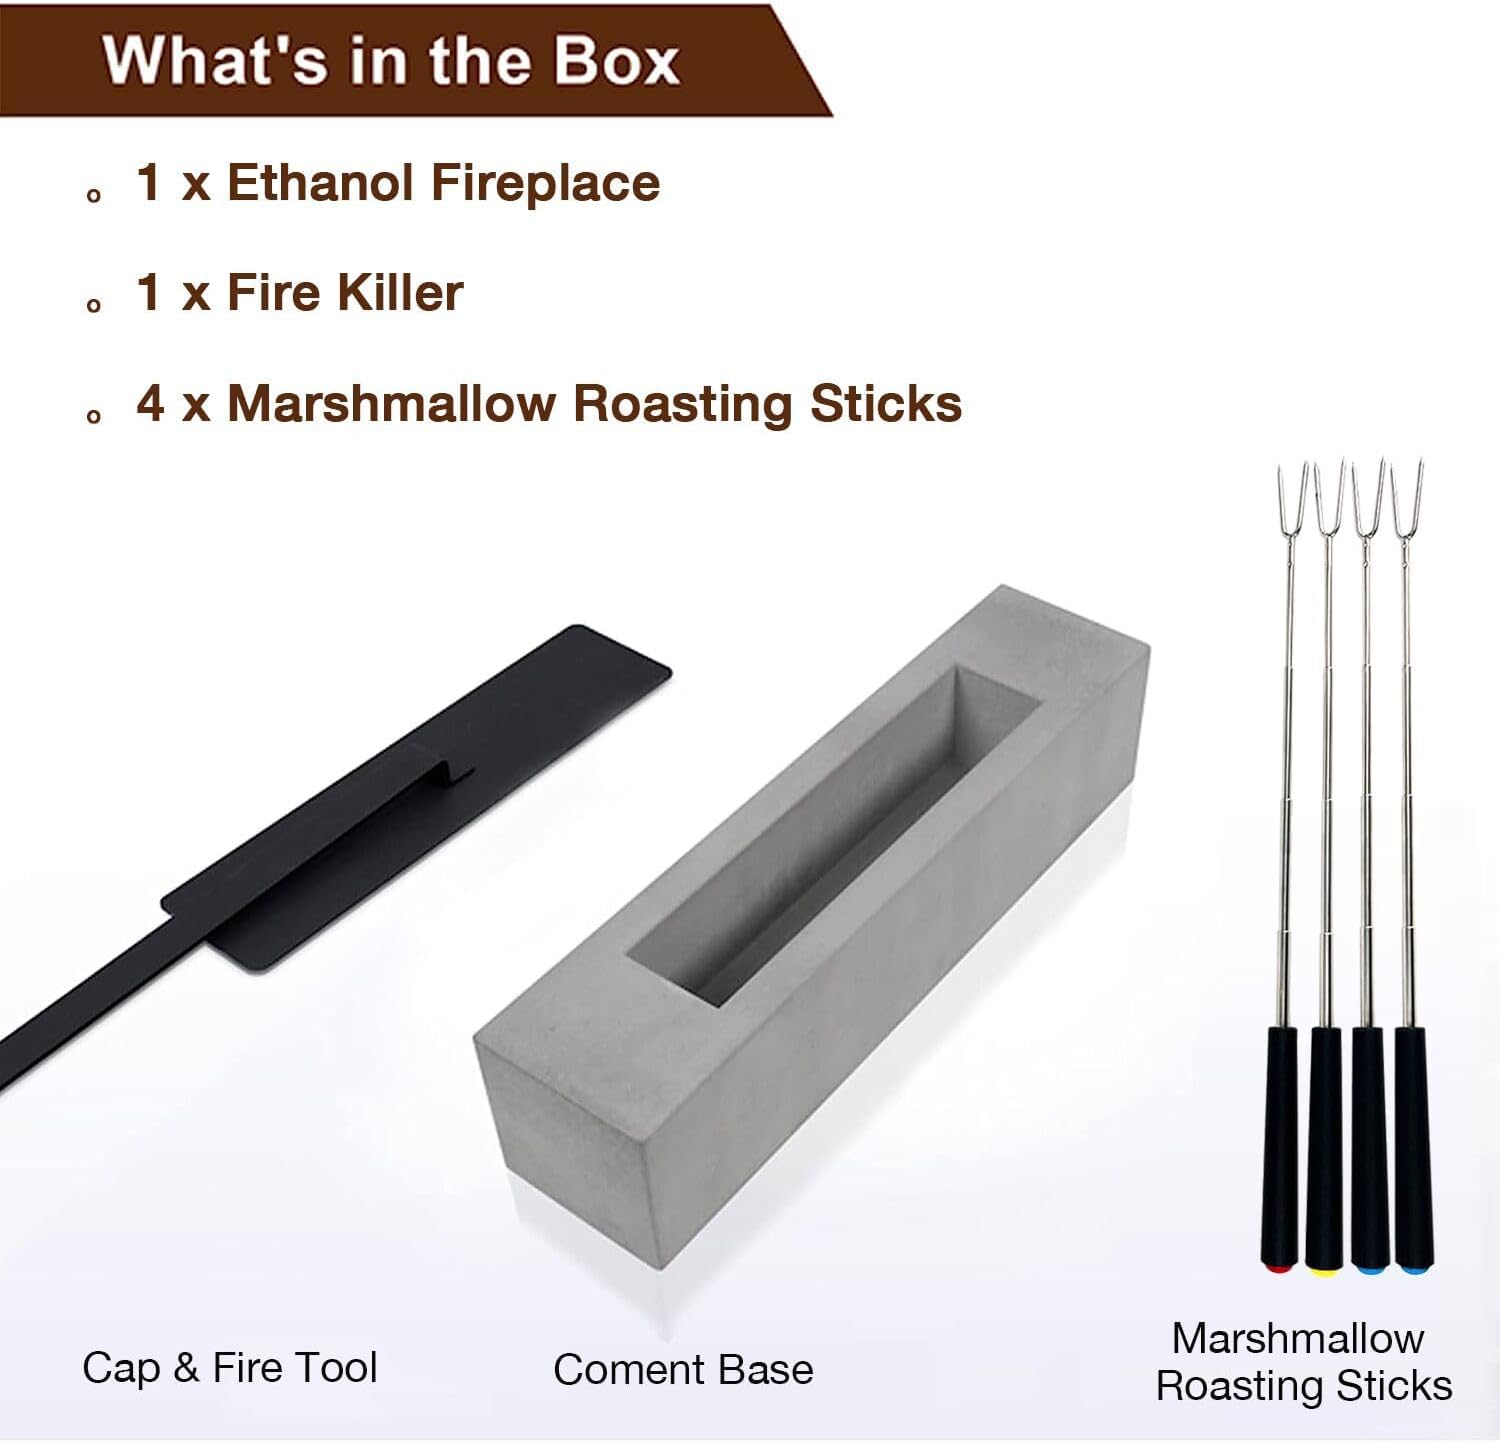 What's in the Box
。1 x Ethanol Fireplace
。1 x Fire Killer
。4 x Marshmallow Roasting Sticks
Cap & Fire Tool
Coment Base
Marshmallow
Roasting Sticks